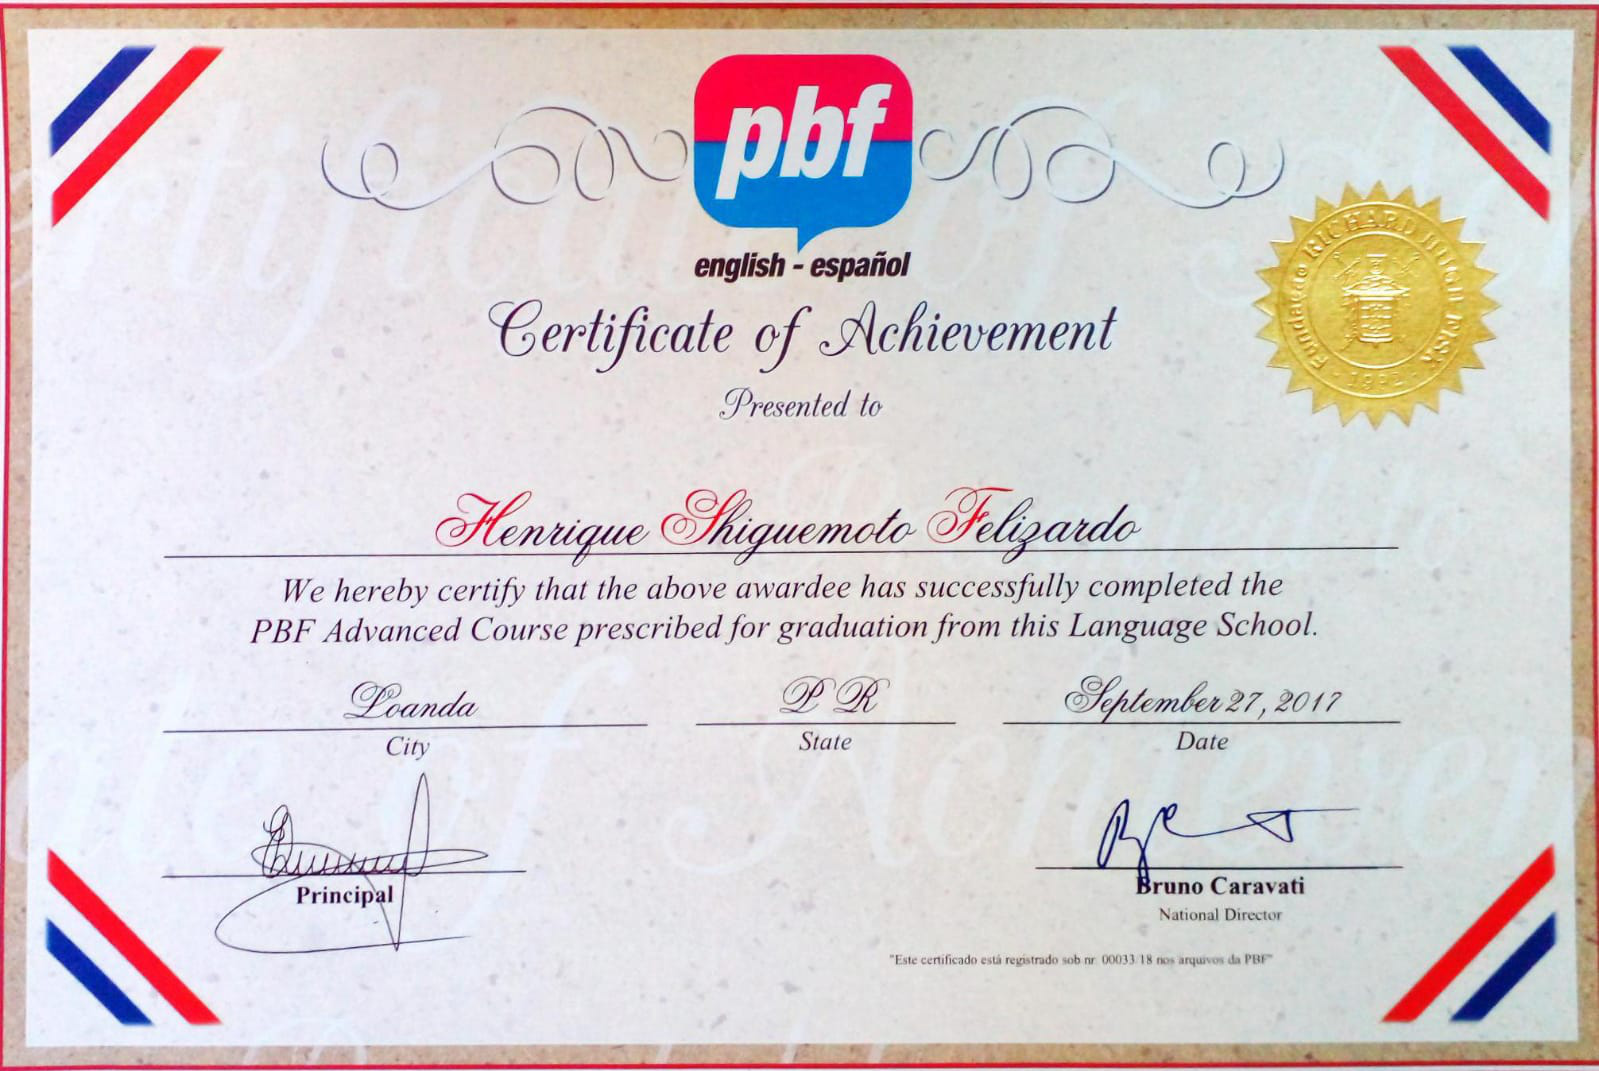 pbf
english - español
Certificate of Achievement
Presented to
Fundação RICHARD HUGH FISK
1992
Henrique Shiguemoto Felizardo
We hereby certify that the above awardee has successfully completed the
PBF Advanced Course prescribed for graduation from this Language School.
Loanda P R September 27, 2017
City State Date
Principal
Bruno Caravati
National Director
"Este certificado está registrado sob nr. 00033/18 nos arquivos da PBF"